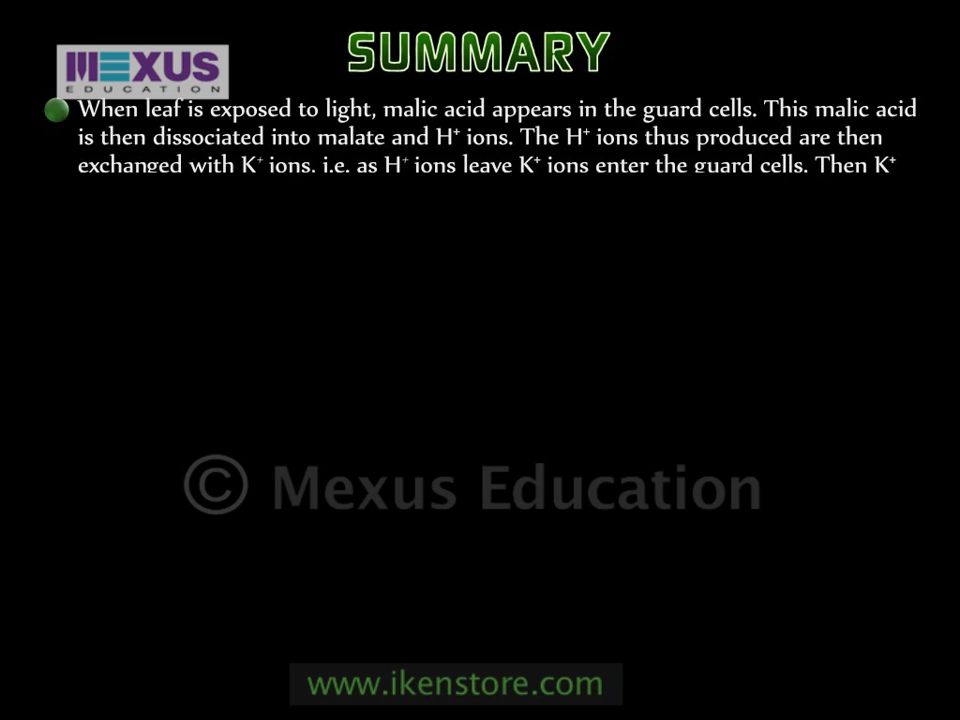 SUMMARY
MEXUS
EDUCATION
When leaf is exposed to light, malic acid appears in the guard cells. This malic acid
is then dissociated into malate and H⁺ ions. The H⁺ ions thus produced are then
exchanged with K⁺ ions, i.e. as H⁺ ions leave K⁺ ions enter the guard cells. Then K⁺
© Mexus Education
www.ikenstore.com